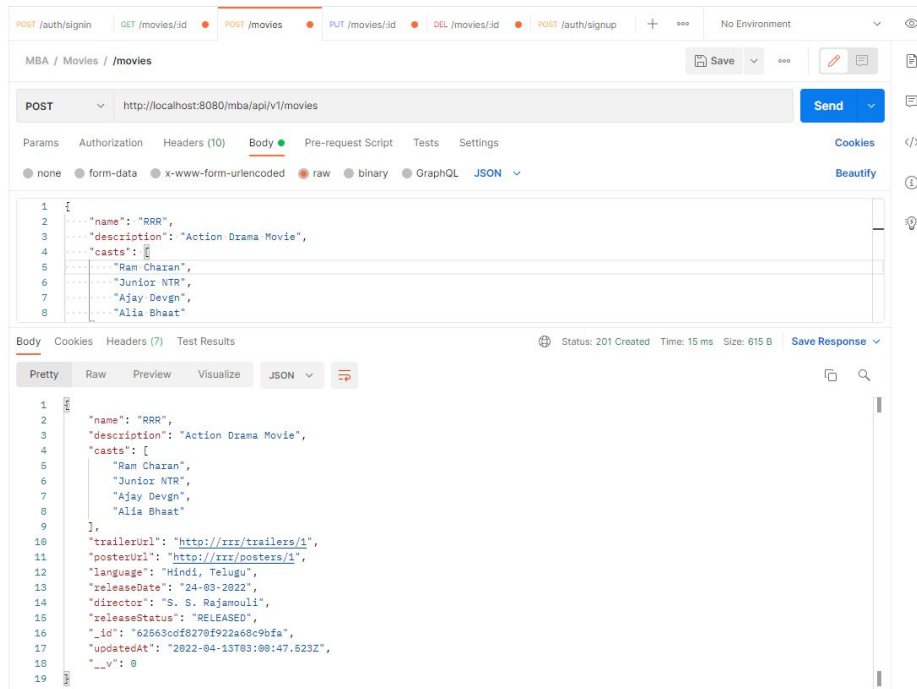 POST /auth/signin GET /movies/:id POST /movies PUT /movies/:id DEL /movies/:id POST /auth/signup No Environment
MBA / Movies / /movies Save
POST http://localhost:8080/mba/api/v1/movies Send
Params Authorization Headers (10) Body Pre-request Script Tests Settings Cookies
none form-data x-www-form-urlencoded raw binary GraphQL JSON Beautify
1 {
2 "name": "RRR",
3 "description": "Action Drama Movie",
4 "casts": [
5 "Ram Charan",
6 "Junior NTR",
7 "Ajay Devgn",
8 "Alia Bhaat"
Body Cookies Headers (7) Test Results Status: 201 Created Time: 15 ms Size: 615 B Save Response
Pretty Raw Preview Visualize JSON
1 {
2 "name": "RRR",
3 "description": "Action Drama Movie",
4 "casts": [
5 "Ram Charan",
6 "Junior NTR",
7 "Ajay Devgn",
8 "Alia Bhaat"
9 ],
10 "trailerUrl": "http://rrr/trailers/1",
11 "posterUrl": "http://rrr/posters/1",
12 "language": "Hindi, Telugu",
13 "releaseDate": "24-03-2022",
14 "director": "S. S. Rajamouli",
15 "releaseStatus": "RELEASED",
16 "_id": "62563cdf8270f922a68c9bfa",
17 "updatedAt": "2022-04-13T03:00:47.523Z",
18 "__v": 0
19 }